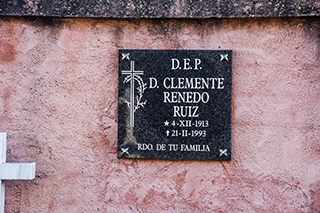 D.E.P.
D. CLEMENTE
RENEDO
RUIZ
★ 4-XII-1913
✝ 21-II-1993
RDO. DE TU FAMILIA